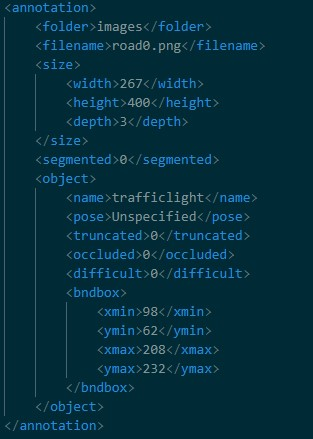 <annotation>
    <folder>images</folder>
    <filename>road0.png</filename>
    <size>
        <width>267</width>
        <height>400</height>
        <depth>3</depth>
    </size>
    <segmented>0</segmented>
    <object>
        <name>trafficlight</name>
        <pose>Unspecified</pose>
        <truncated>0</truncated>
        <occluded>0</occluded>
        <difficult>0</difficult>
        <bndbox>
            <xmin>98</xmin>
            <ymin>62</ymin>
            <xmax>208</xmax>
            <ymax>232</ymax>
        </bndbox>
    </object>
</annotation>